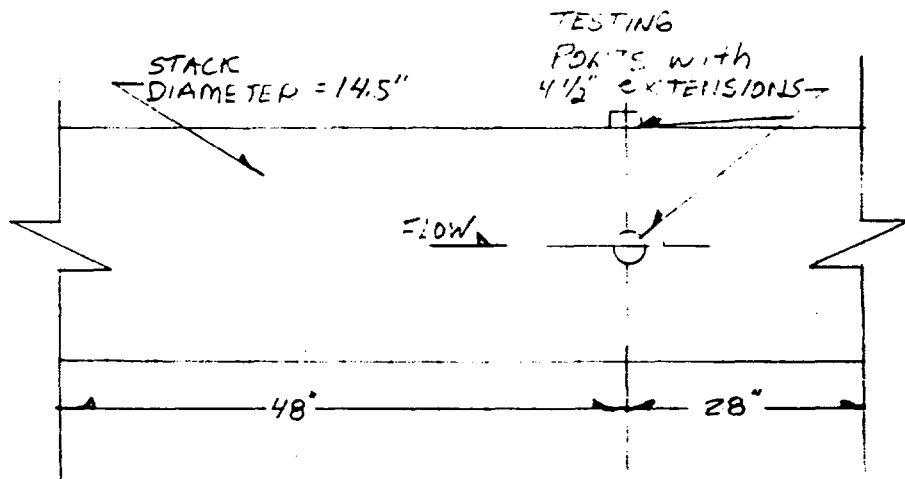 TESTING
PORTS with
4 1/2" EXTENSIONS
STACK
DIAMETER = 14.5"
FLOW
48"
28"